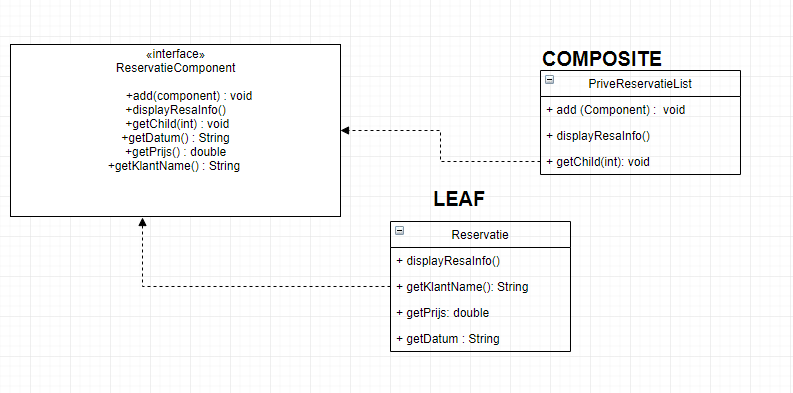 «interface»
ReservatieComponent
+add(component) : void
+displayResaInfo()
+getChild(int) : void
+getDatum() : String
+getPrijs() : double
+getKlantName() : String
COMPOSITE
PriveReservatieList
+ add (Component) : void
+ displayResaInfo()
+ getChild(int): void
LEAF
Reservatie
+ displayResaInfo()
+ getKlantName(): String
+ getPrijs: double
+ getDatum : String